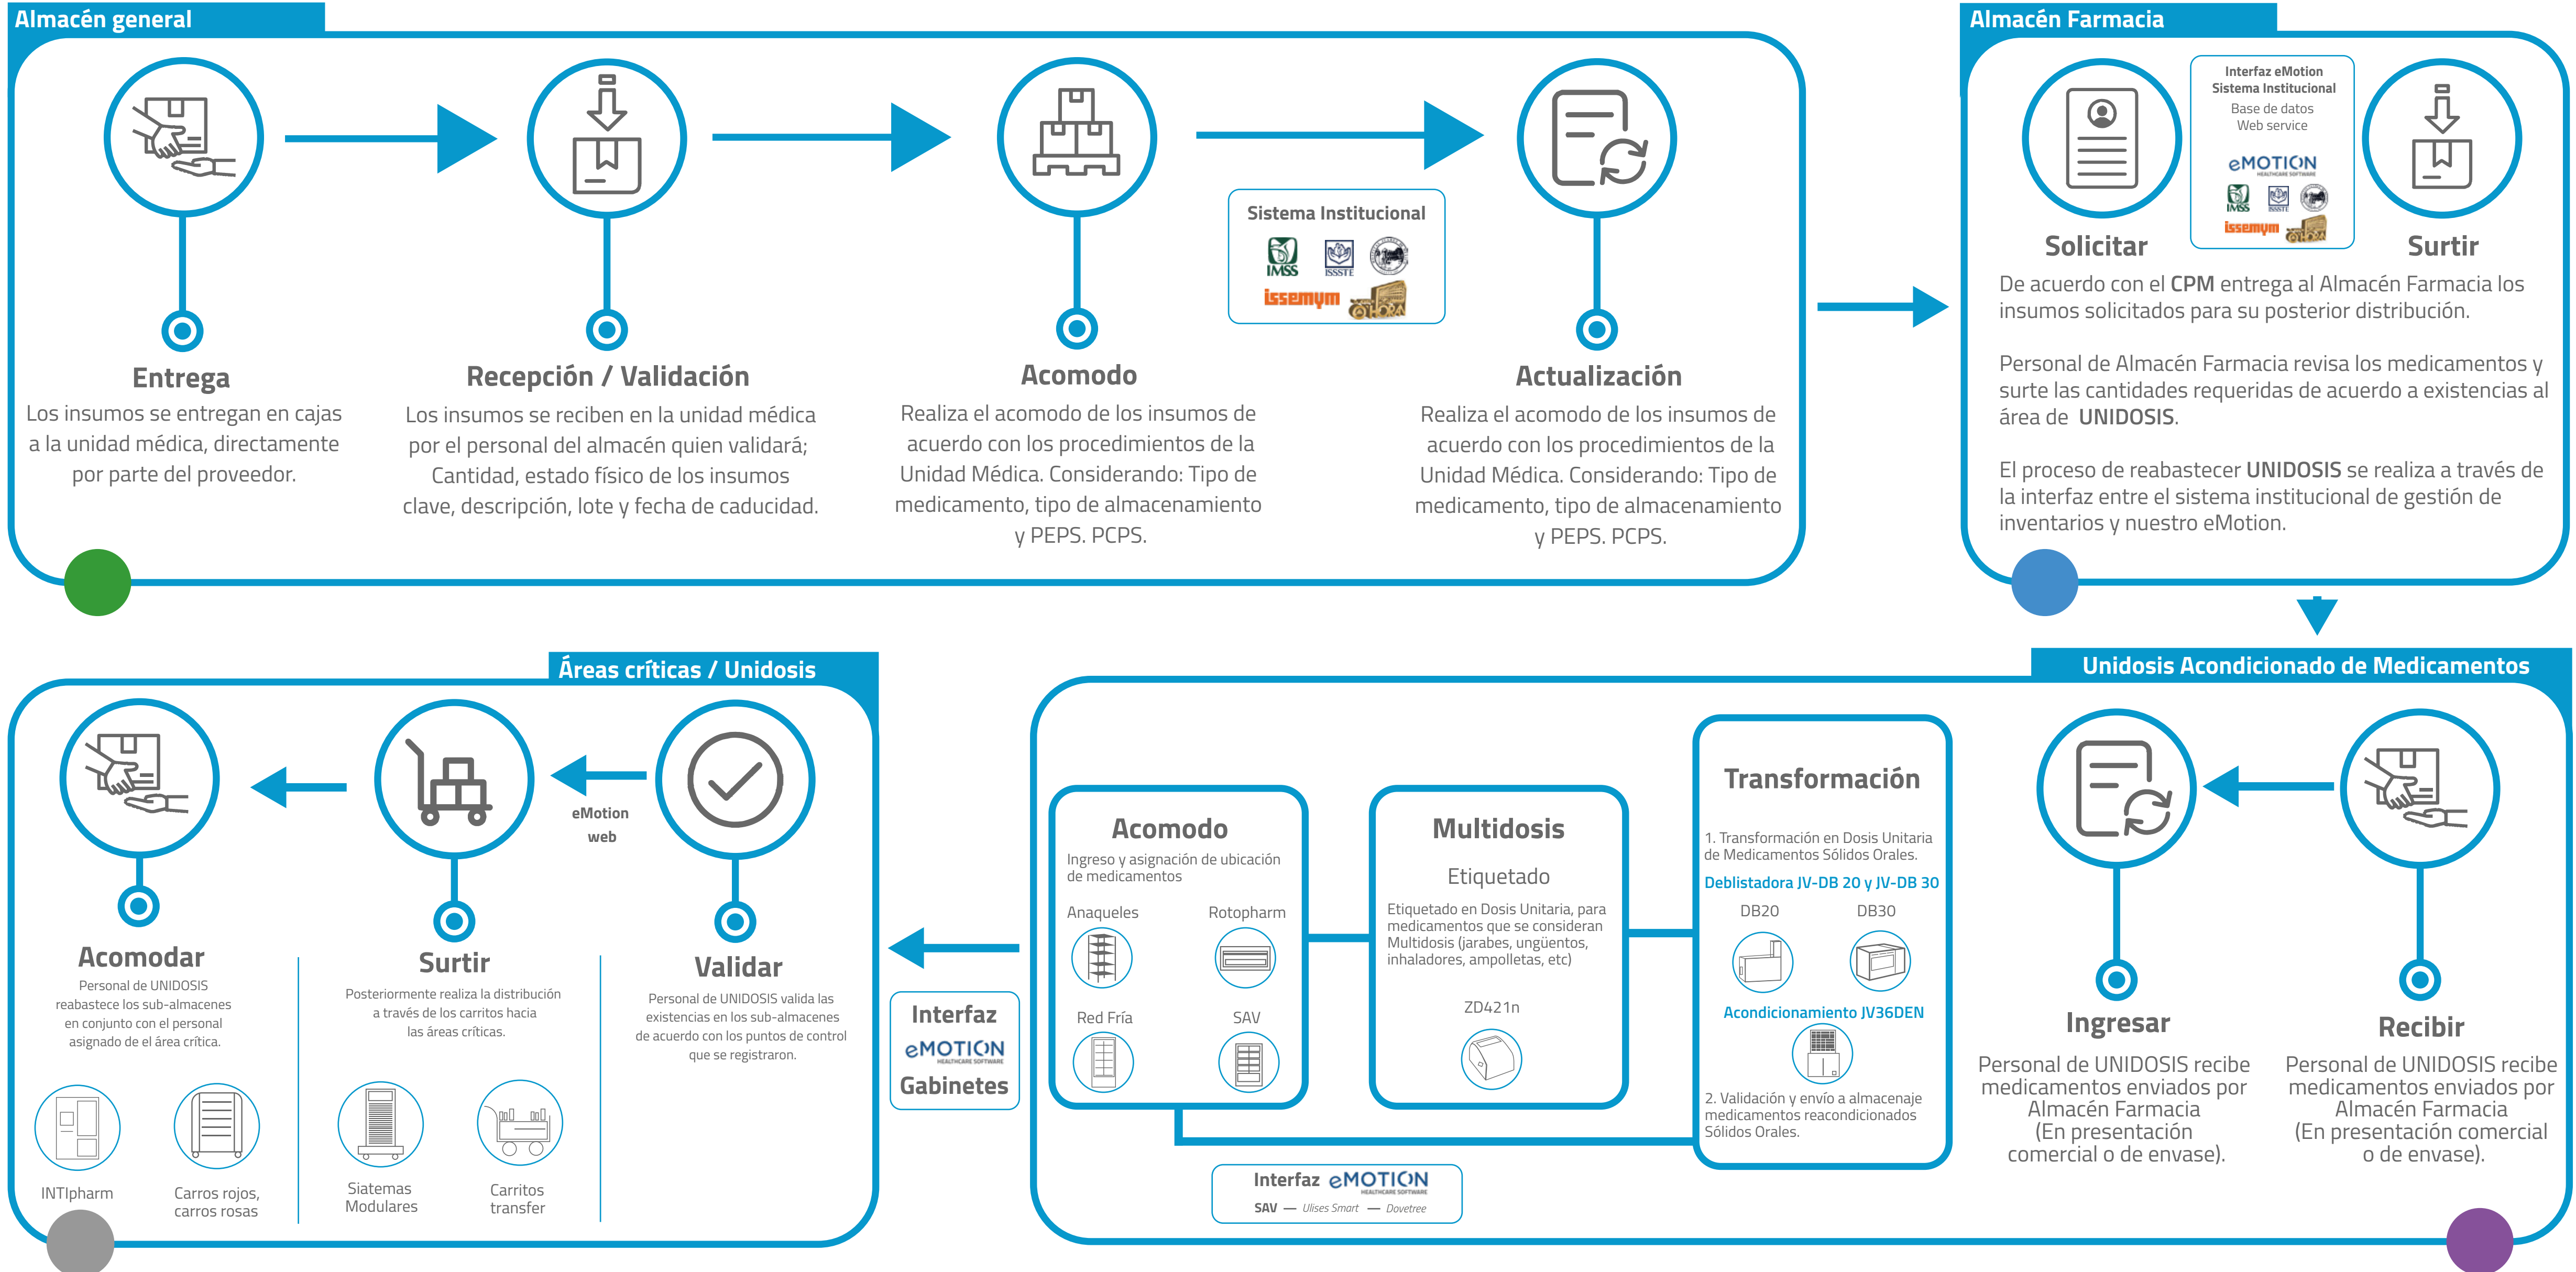 Almacén general
Entrega
Los insumos se entregan en cajas
a la unidad médica, directamente
por parte del proveedor.
Recepción / Validación
Los insumos se reciben en la unidad médica
por el personal del almacén quien validará;
Cantidad, estado físico de los insumos
clave, descripción, lote y fecha de caducidad.
Acomodo
Realiza el acomodo de los insumos de
acuerdo con los procedimientos de la
Unidad Médica. Considerando: Tipo de
medicamento, tipo de almacenamiento
y PEPS. PCPS.
Sistema Institucional
IMSS
ISSSTE
issemym
Actualización
Realiza el acomodo de los insumos de
acuerdo con los procedimientos de la
Unidad Médica. Considerando: Tipo de
medicamento, tipo de almacenamiento
y PEPS. PCPS.
Almacén Farmacia
Solicitar
Interfaz eMotion
Sistema Institucional
Base de datos
Web service
eMOTION
HEALTHCARE SOFTWARE
IMSS
ISSSTE
issemym
Surtir
De acuerdo con el CPM entrega al Almacén Farmacia los
insumos solicitados para su posterior distribución.
Personal de Almacén Farmacia revisa los medicamentos y
surte las cantidades requeridas de acuerdo a existencias al
área de UNIDOSIS.
El proceso de reabastecer UNIDOSIS se realiza a través de
la interfaz entre el sistema institucional de gestión de
inventarios y nuestro eMotion.
Unidosis Acondicionado de Medicamentos
Recibir
Personal de UNIDOSIS recibe
medicamentos enviados por
Almacén Farmacia
(En presentación comercial
o de envase).
Ingresar
Personal de UNIDOSIS recibe
medicamentos enviados por
Almacén Farmacia
(En presentación
comercial o de envase).
Transformación
1. Transformación en Dosis Unitaria
de Medicamentos Sólidos Orales.
Deblistadora JV-DB 20 y JV-DB 30
DB20
DB30
Acondicionamiento JV36DEN
2. Validación y envío a almacenaje
medicamentos reacondicionados
Sólidos Orales.
Multidosis
Etiquetado
Etiquetado en Dosis Unitaria, para
medicamentos que se consideran
Multidosis (jarabes, ungüentos,
inhaladores, ampolletas, etc)
ZD421n
Acomodo
Ingreso y asignación de ubicación
de medicamentos
Anaqueles
Rotopharm
Red Fría
SAV
Interfaz eMOTION
HEALTHCARE SOFTWARE
SAV — Ulises Smart — Dovetree
Interfaz
eMOTION
HEALTHCARE SOFTWARE
Gabinetes
Áreas críticas / Unidosis
Validar
Personal de UNIDOSIS valida las
existencias en los sub-almacenes
de acuerdo con los puntos de control
que se registraron.
eMotion
web
Surtir
Posteriormente realiza la distribución
a través de los carritos hacia
las áreas críticas.
Siatemas
Modulares
Carritos
transfer
Acomodar
Personal de UNIDOSIS
reabastece los sub-almacenes
en conjunto con el personal
asignado de el área crítica.
INTIpharm
Carros rojos,
carros rosas